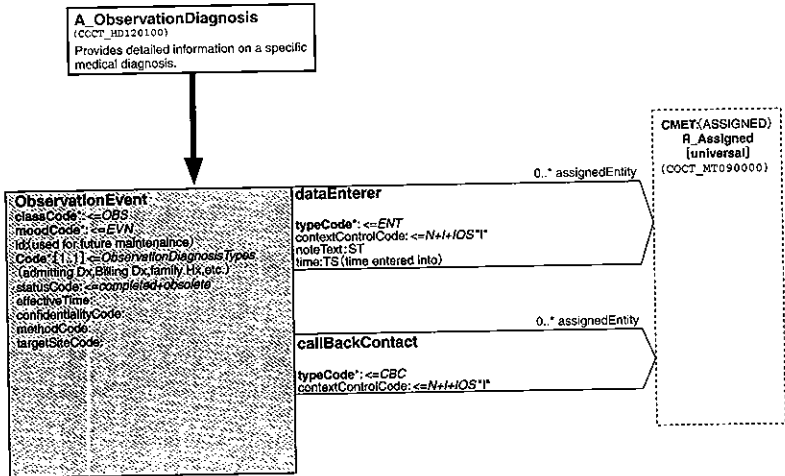 A_ObservationDiagnosis
(COCT_HD120100)
Provides detailed information on a specific
medical diagnosis.
CMET:(ASSIGNED)
R_Assigned
[universal]
(COCT_MT090000)
0..* assignedEntity
ObservationEvent
classCode*: <=OBS
moodCode*: <=EVN
id:(used for future maintenaince)
Code*:[1..1]<=ObservationDiagnosisTypes
(admitting Dx,Billing Dx,family Hx,etc.)
statusCode: <=completed+obsolete
effectiveTime:
confidentialityCode:
methodCode:
targetSiteCode:
dataEnterer
typeCode*: <=ENT
contextControlCode: <=N+I+IOS"I"
noteText:ST
time:TS(time entered into)
0..* assignedEntity
callBackContact
typeCode*: <=CBC
contextControlCode: <=N+I+IOS"I"